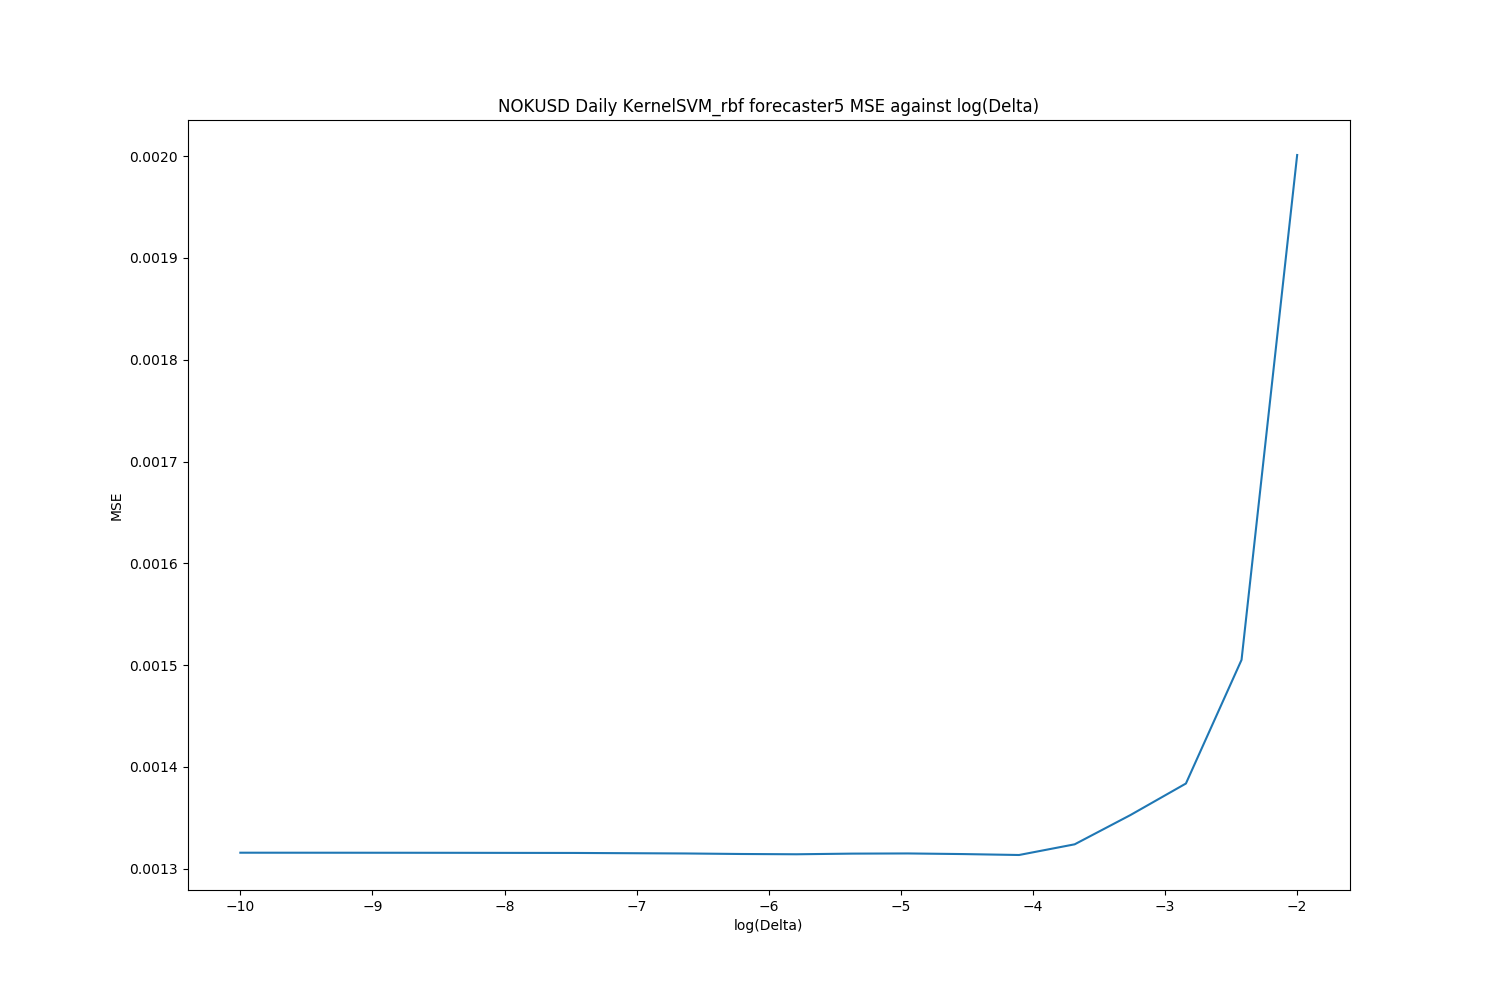 NOKUSD Daily KernelSVM_rbf forecaster5 MSE against log(Delta)
0.0020
0.0019
0.0018
0.0017
0.0016
0.0015
0.0014
0.0013
MSE
−10 −9 −8 −7 −6 −5 −4 −3 −2
log(Delta)